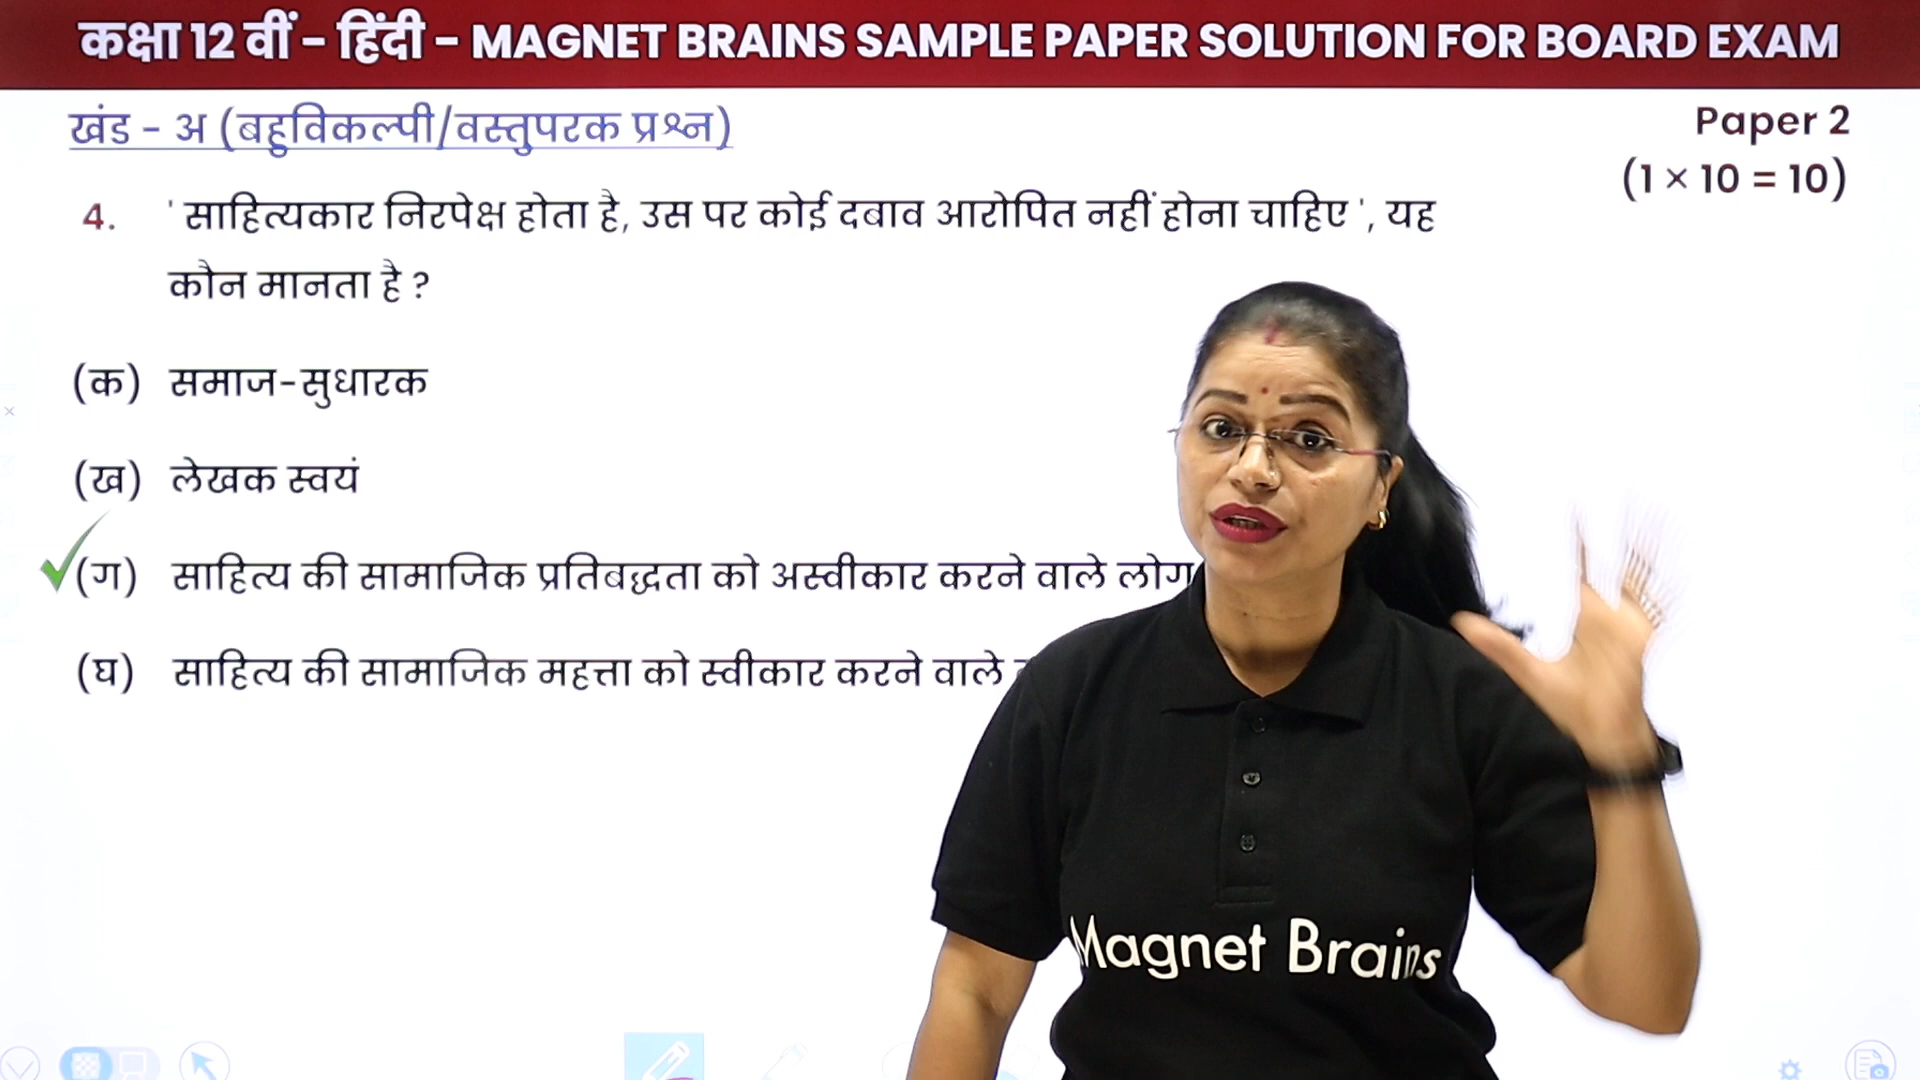 कक्षा 12 वीं – हिंदी – MAGNET BRAINS SAMPLE PAPER SOLUTION FOR BOARD EXAM
खंड - अ (बहुविकल्पी/वस्तुपरक प्रश्न)
Paper 2
(1 × 10 = 10)
4. ' साहित्यकार निरपेक्ष होता है, उस पर कोई दबाव आरोपित नहीं होना चाहिए ', यह
कौन मानता है ?
(क) समाज-सुधारक
(ख) लेखक स्वयं
(ग) साहित्य की सामाजिक प्रतिबद्धता को अस्वीकार करने वाले लोग
(घ) साहित्य की सामाजिक महत्ता को स्वीकार करने वाले
Magnet Brains